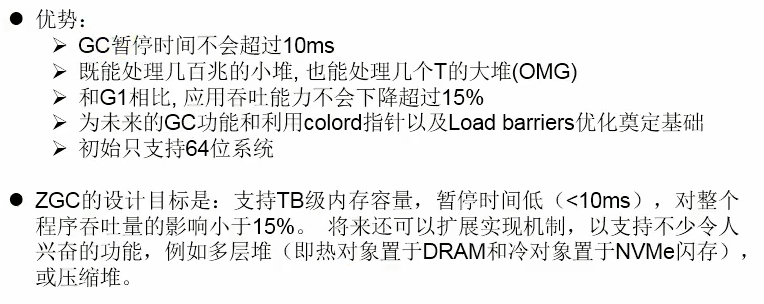 ● 优势：
➢ GC暂停时间不会超过10ms
➢ 既能处理几百兆的小堆, 也能处理几个T的大堆(OMG)
➢ 和G1相比, 应用吞吐能力不会下降超过15%
➢ 为未来的GC功能和利用colord指针以及Load barriers优化奠定基础
➢ 初始只支持64位系统
● ZGC的设计目标是：支持TB级内存容量，暂停时间低（<10ms），对整个
程序吞吐量的影响小于15%。 将来还可以扩展实现机制，以支持不少令人
兴奋的功能，例如多层堆（即热对象置于DRAM和冷对象置于NVMe闪存），
或压缩堆。